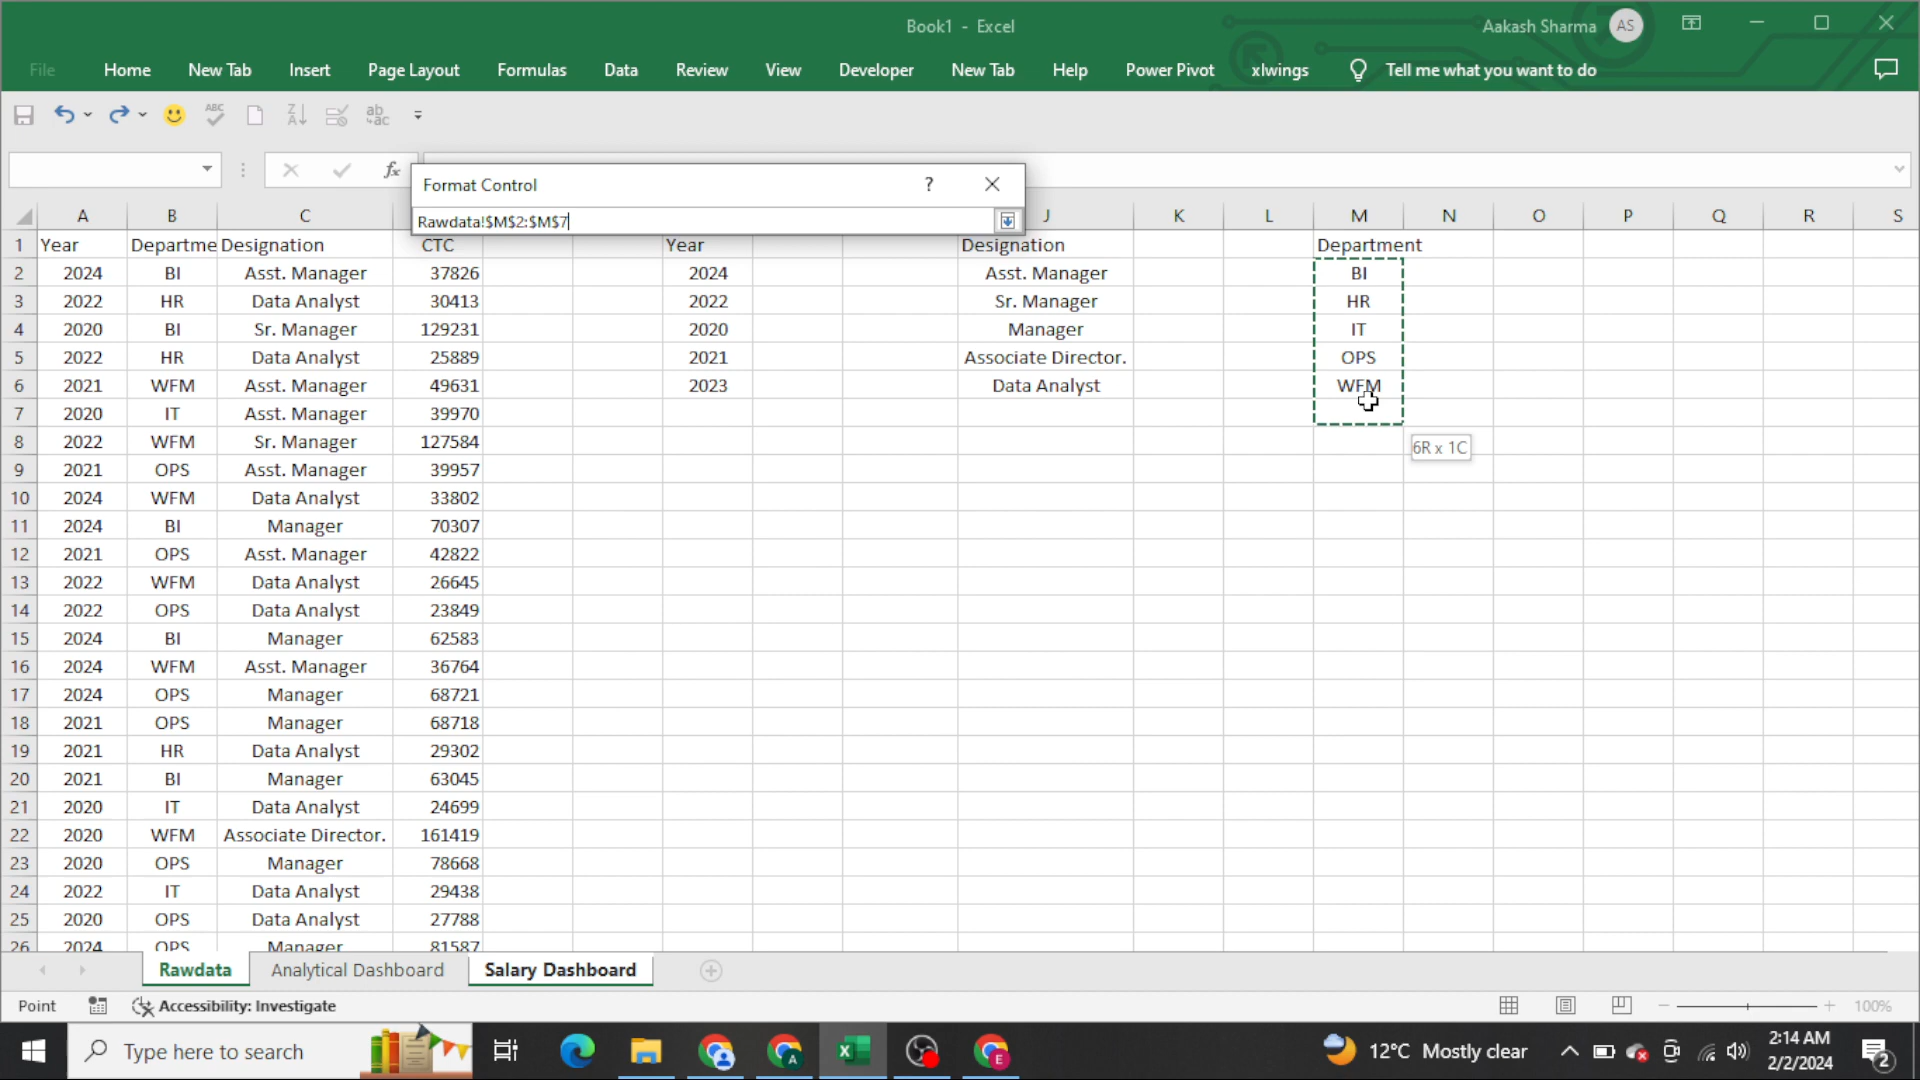 Book1 - Excel
Aakash Sharma AS
File Home New Tab Insert Page Layout Formulas Data Review View Developer New Tab Help Power Pivot xlwings Tell me what you want to do
fx
Format Control ? ×
Rawdata!$M$2:$M$7
A B C J K L M N O P Q R S
1 Year Departme Designation CTC Year Designation Department
2 2024 BI Asst. Manager 37826 2024 Asst. Manager BI
3 2022 HR Data Analyst 30413 2022 Sr. Manager HR
4 2020 BI Sr. Manager 129231 2020 Manager IT
5 2022 HR Data Analyst 25889 2021 Associate Director. OPS
6 2021 WFM Asst. Manager 49631 2023 Data Analyst WFM
7 2020 IT Asst. Manager 39970
8 2022 WFM Sr. Manager 127584
6R x 1C
9 2021 OPS Asst. Manager 39957
10 2024 WFM Data Analyst 33802
11 2024 BI Manager 70307
12 2021 OPS Asst. Manager 42822
13 2022 WFM Data Analyst 26645
14 2022 OPS Data Analyst 23849
15 2024 BI Manager 62583
16 2024 WFM Asst. Manager 36764
17 2024 OPS Manager 68721
18 2021 OPS Manager 68718
19 2021 HR Data Analyst 29302
20 2021 BI Manager 63045
21 2020 IT Data Analyst 24699
22 2020 WFM Associate Director. 161419
23 2020 OPS Manager 78668
24 2022 IT Data Analyst 29438
25 2020 OPS Data Analyst 27788
26 2024 OPS Manager 81587
Rawdata Analytical Dashboard Salary Dashboard
Point Accessibility: Investigate 100%
Type here to search 12°C Mostly clear 2:14 AM
2/2/2024 2